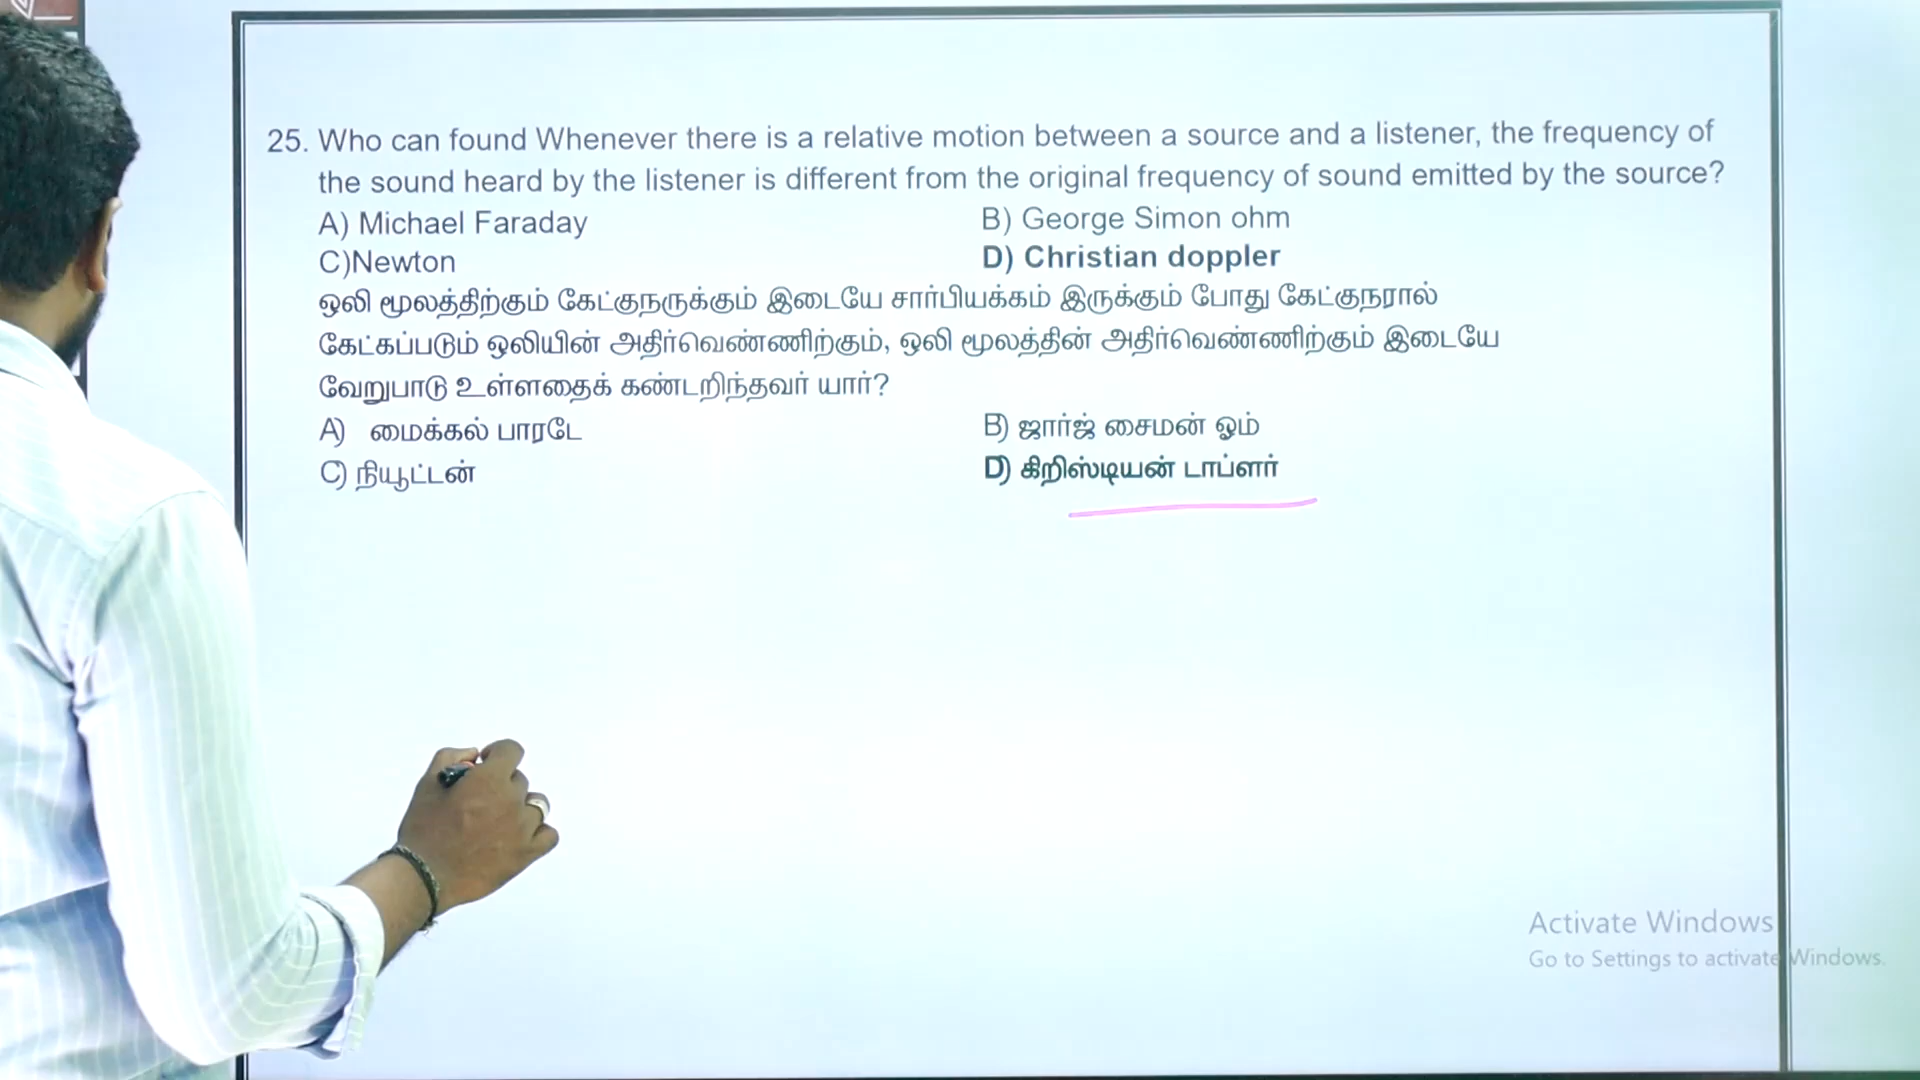 25. Who can found Whenever there is a relative motion between a source and a listener, the frequency of
the sound heard by the listener is different from the original frequency of sound emitted by the source?
A) Michael Faraday B) George Simon ohm
C)Newton D) Christian doppler
ஒலி மூலத்திற்கும் கேட்குநருக்கும் இடையே சார்பியக்கம் இருக்கும் போது கேட்குநரால்
கேட்கப்படும் ஒலியின் அதிர்வெண்ணிற்கும், ஒலி மூலத்தின் அதிர்வெண்ணிற்கும் இடையே
வேறுபாடு உள்ளதைக் கண்டறிந்தவர் யார்?
A) மைக்கல் பாரடே B) ஜார்ஜ் சைமன் ஓம்
C) நியூட்டன் D) கிறிஸ்டியன் டாப்ளர்
Activate Windows
Go to Settings to activate Windows.